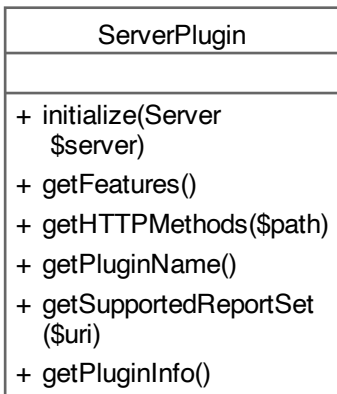 ServerPlugin
+ initialize(Server
$server)
+ getFeatures()
+ getHTTPMethods($path)
+ getPluginName()
+ getSupportedReportSet
($uri)
+ getPluginInfo()